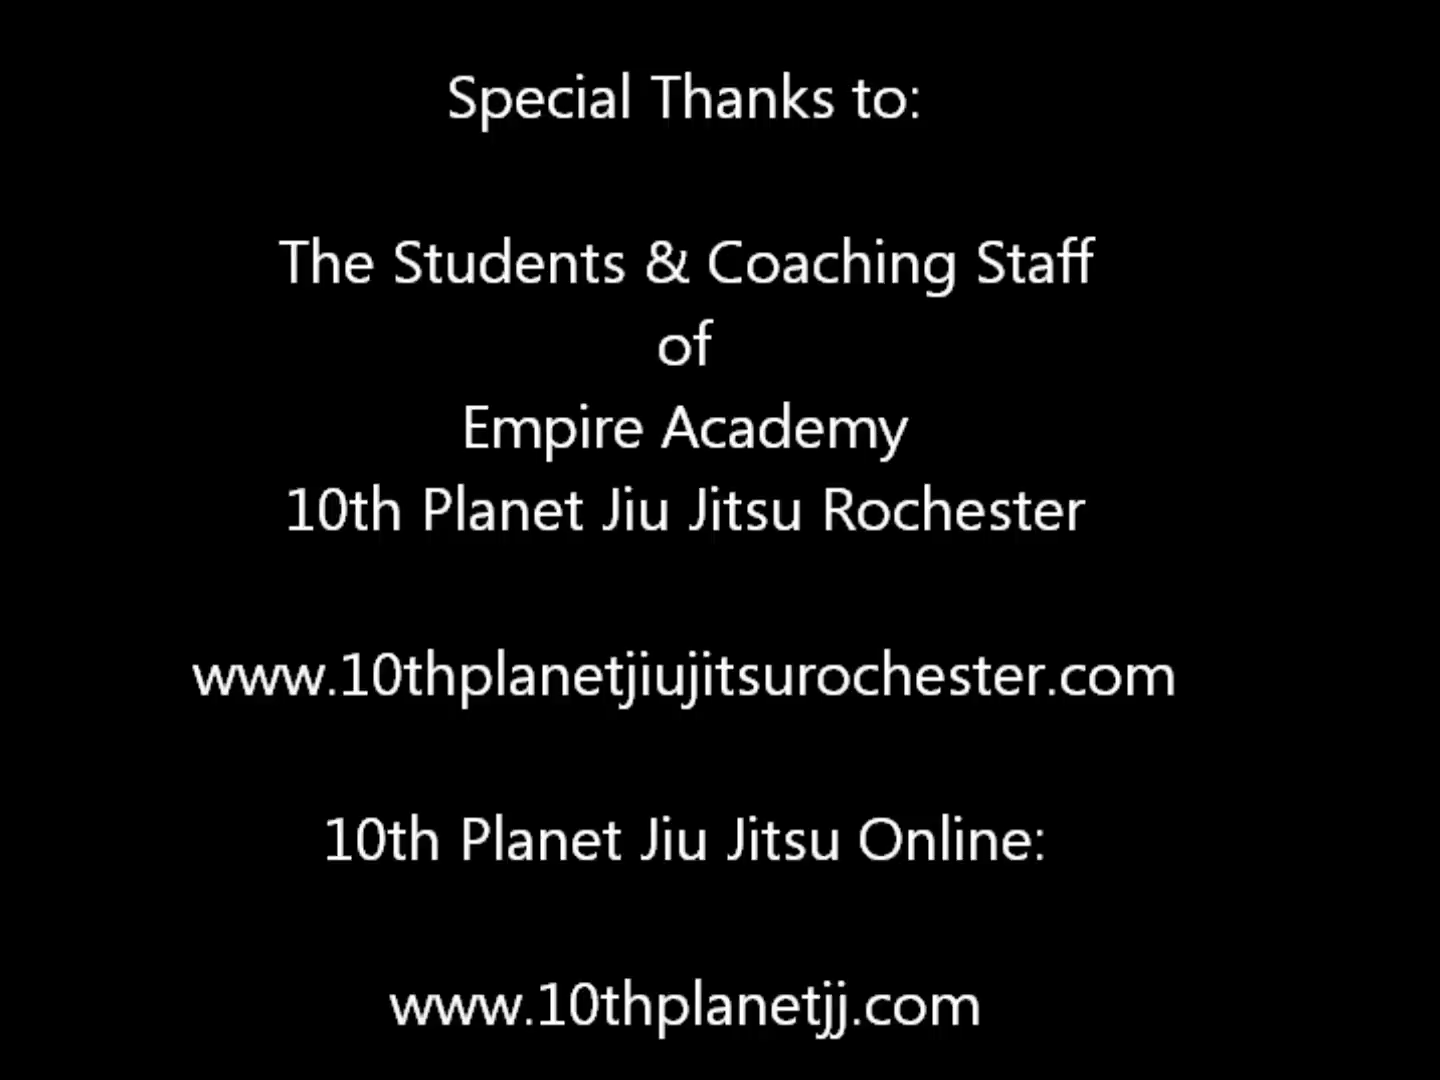 Special Thanks to:
The Students & Coaching Staff
of
Empire Academy
10th Planet Jiu Jitsu Rochester
www.10thplanetjiujitsurochester.com
10th Planet Jiu Jitsu Online:
www.10thplanetjj.com